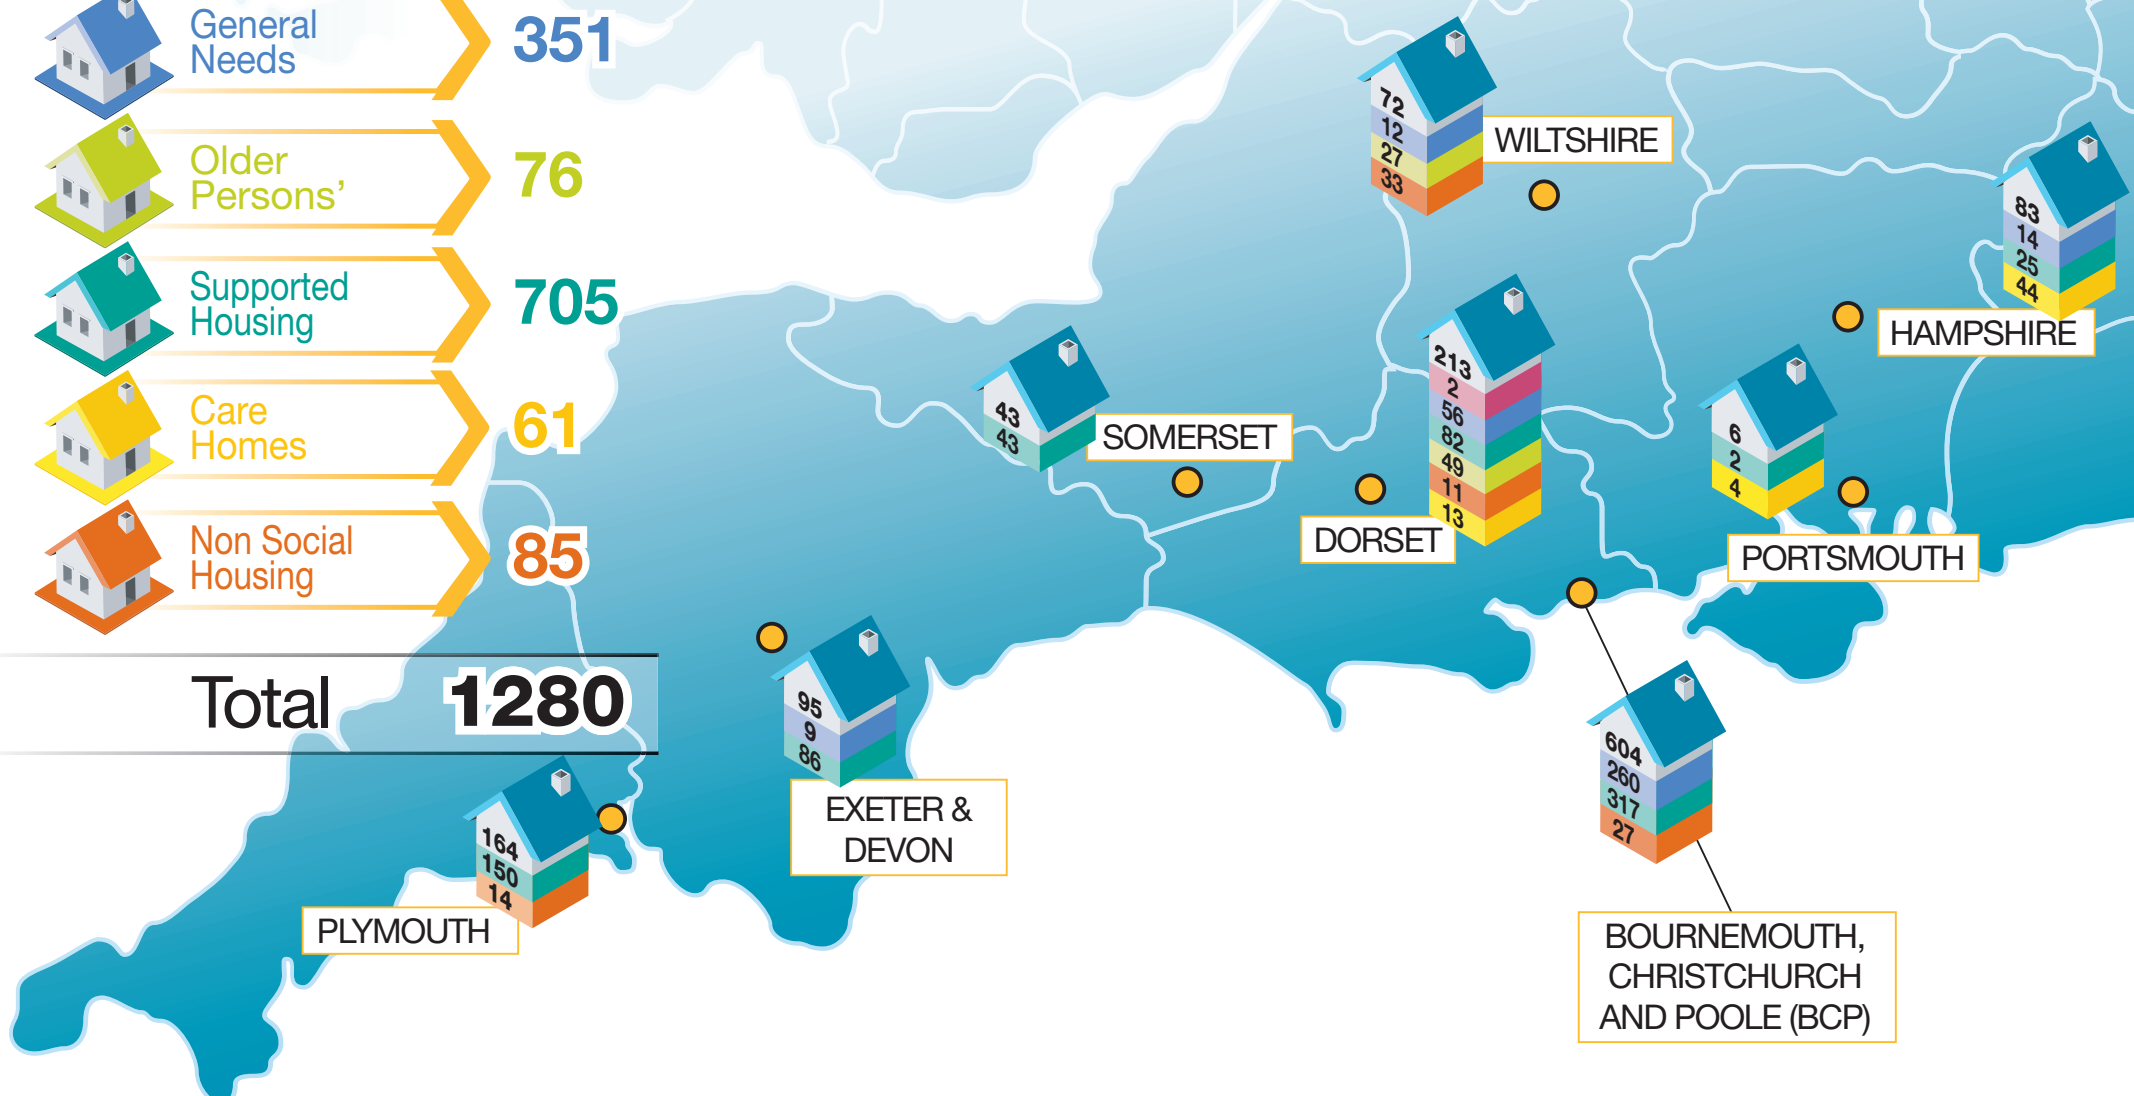 General
Needs
351
Older
Persons'
76
Supported
Housing
705
Care
Homes
61
Non Social
Housing
85
Total 1280
72
12
27
33
WILTSHIRE
83
14
25
44
HAMPSHIRE
43
43
SOMERSET
213
2
56
82
49
11
13
DORSET
6
2
4
PORTSMOUTH
95
9
86
EXETER &
DEVON
164
150
14
PLYMOUTH
604
260
317
27
BOURNEMOUTH,
CHRISTCHURCH
AND POOLE (BCP)